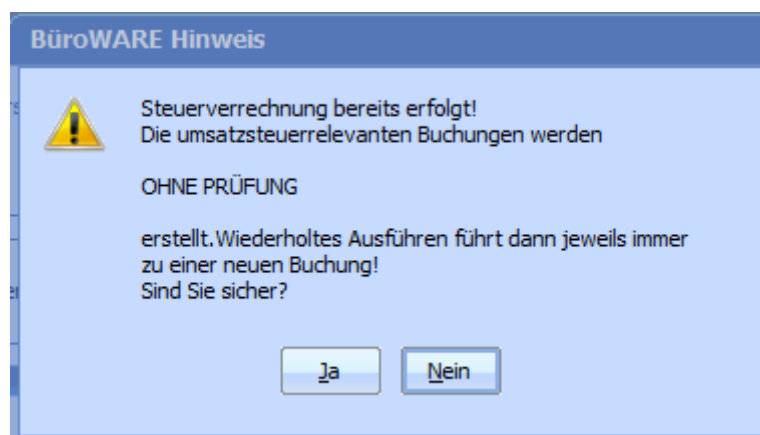 BüroWARE Hinweis
Steuerverrechnung bereits erfolgt!
Die umsatzsteuerrelevanten Buchungen werden
OHNE PRÜFUNG
erstellt.Wiederholtes Ausführen führt dann jeweils immer
zu einer neuen Buchung!
Sind Sie sicher?
Ja
Nein